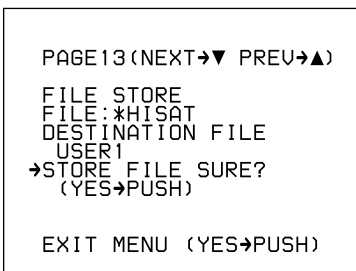 PAGE13(NEXT→▼ PREV→▲)
FILE STORE
FILE:*HISAT
DESTINATION FILE
USER1
→STORE FILE SURE?
(YES→PUSH)
EXIT MENU (YES→PUSH)